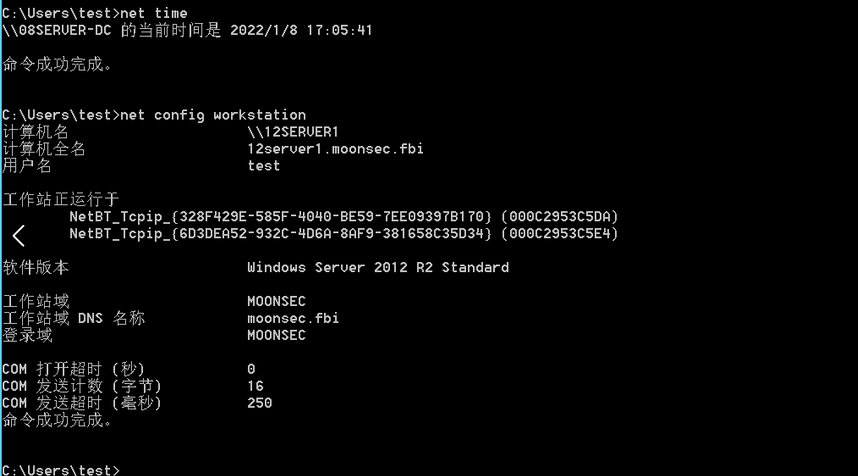 C:\Users\test>net time
\\08SERVER-DC 的当前时间是 2022/1/8 17:05:41
命令成功完成。
C:\Users\test>net config workstation
计算机名 \\12SERVER1
计算机全名 12server1.moonsec.fbi
用户名 test
工作站正运行于
NetBT_Tcpip_{328F429E-585F-4040-BE59-7EE09397B170} (000C2953C5DA)
NetBT_Tcpip_{6D3DEA52-932C-4D6A-8AF9-381658C35D34} (000C2953C5E4)
软件版本 Windows Server 2012 R2 Standard
工作站域 MOONSEC
工作站域 DNS 名称 moonsec.fbi
登录域 MOONSEC
COM 打开超时 (秒) 0
COM 发送计数 (字节) 16
COM 发送超时 (毫秒) 250
命令成功完成。
C:\Users\test>